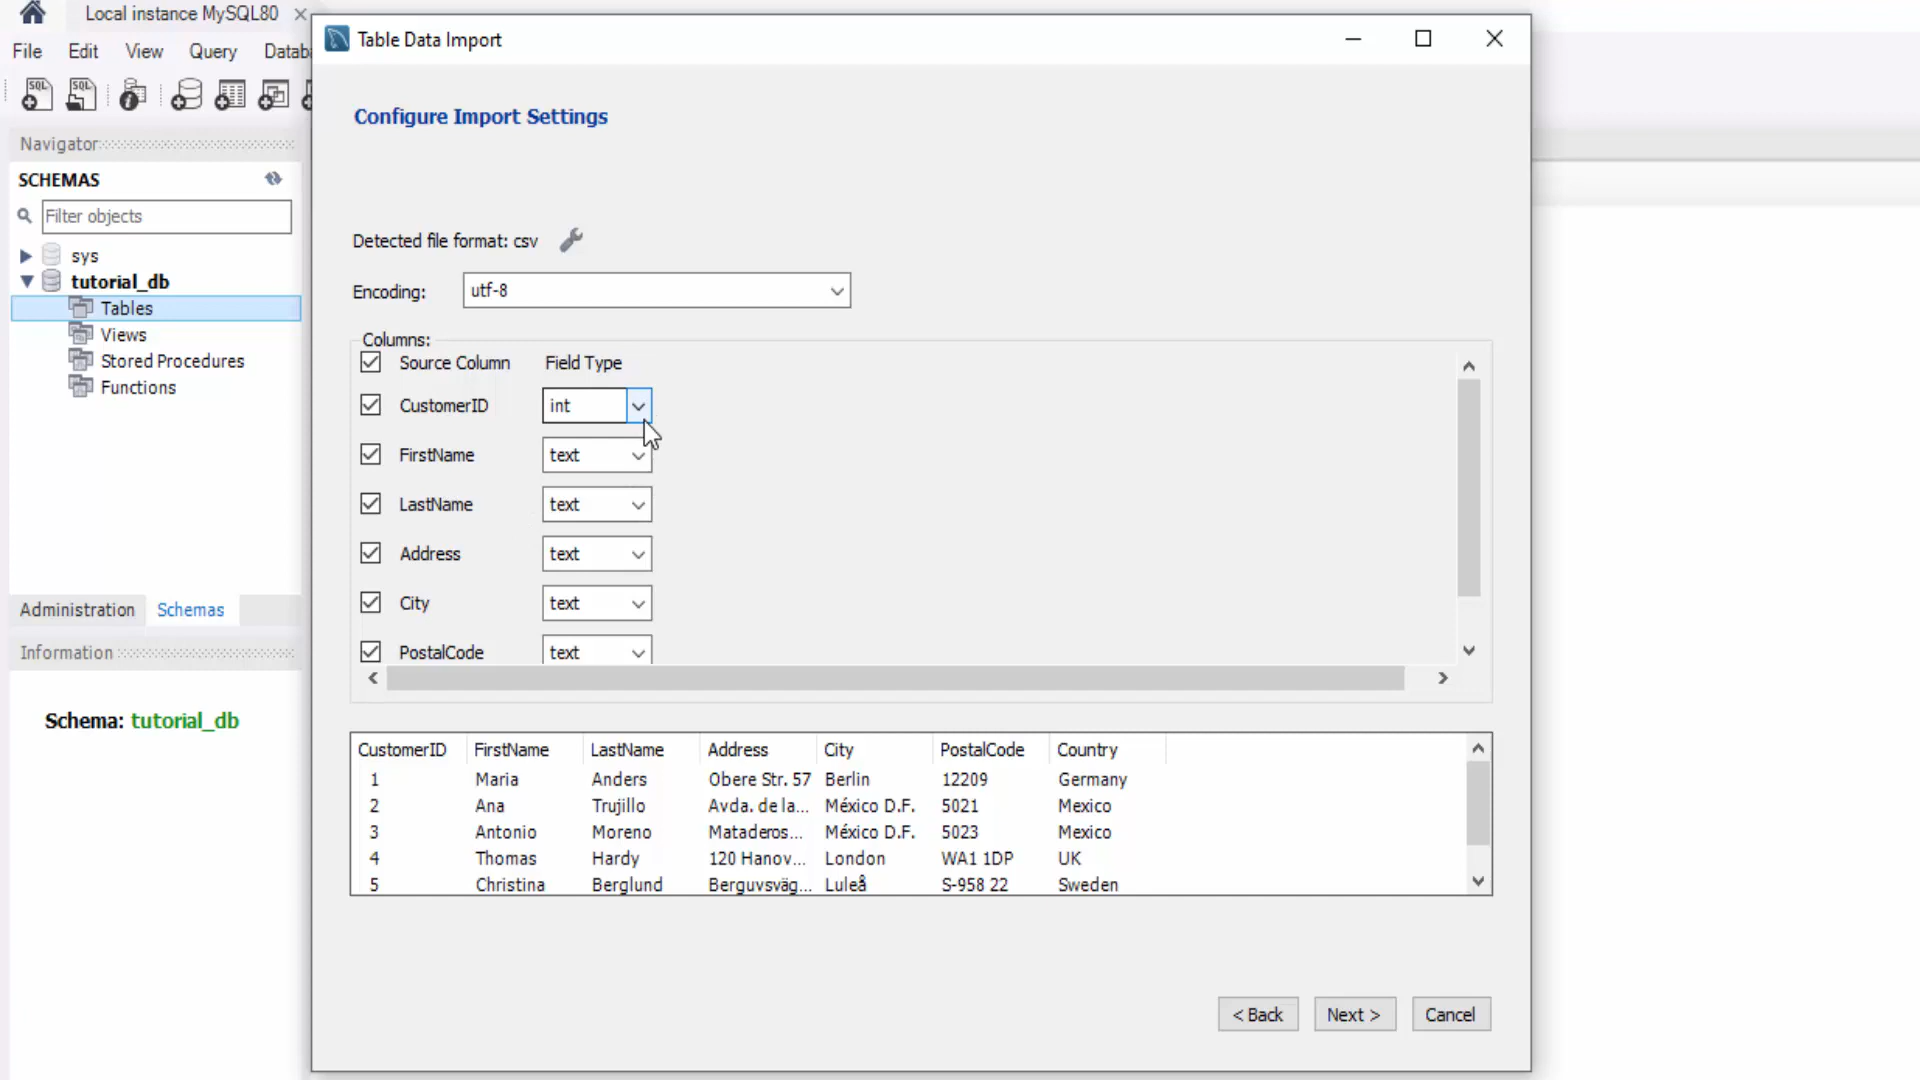 Local instance MySQL80
File Edit View Query Datab
SQL SQL
Navigator
SCHEMAS
Filter objects
sys
tutorial_db
Tables
Views
Stored Procedures
Functions
Administration Schemas
Information
Schema: tutorial_db
Table Data Import
Configure Import Settings
Detected file format: csv
Encoding: utf-8
Columns:
Source Column Field Type
CustomerID int
FirstName text
LastName text
Address text
City text
PostalCode text
CustomerID FirstName LastName Address City PostalCode Country
1 Maria Anders Obere Str. 57 Berlin 12209 Germany
2 Ana Trujillo Avda. de la... México D.F. 5021 Mexico
3 Antonio Moreno Mataderos... México D.F. 5023 Mexico
4 Thomas Hardy 120 Hanov... London WA1 1DP UK
5 Christina Berglund Berguvsväg... Luleå S-958 22 Sweden
< Back Next > Cancel